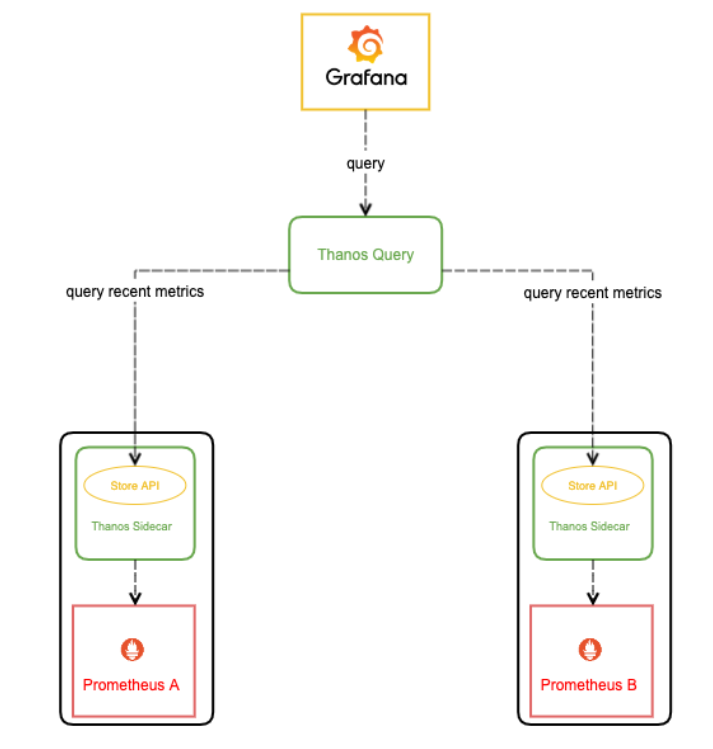 Grafana
query
Thanos Query
query recent metrics
query recent metrics
Store API
Thanos Sidecar
Store API
Thanos Sidecar
Prometheus A
Prometheus B